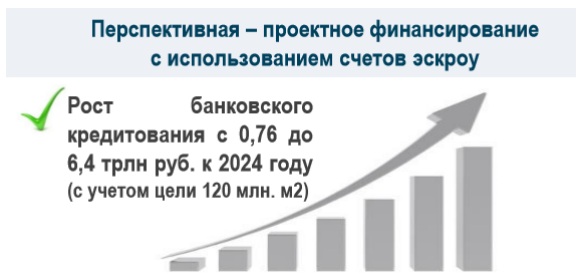 Перспективная – проектное финансирование
с использованием счетов эскроу
Рост банковского
кредитования с 0,76 до
6,4 трлн руб. к 2024 году
(с учетом цели 120 млн. м2)